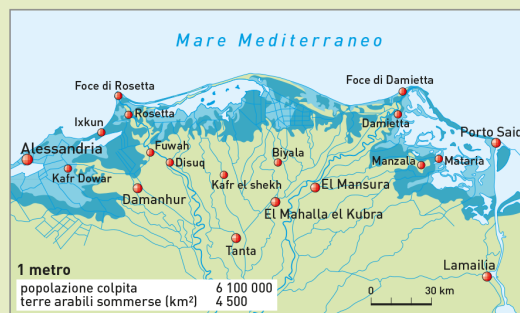 Mare Mediterraneo
Foce di Rosetta
Foce di Damietta
Rosetta
Damietta
Ixkun
Porto Said
Alessandria
Fuwah
Disuq
Biyala
Manzala
Mataria
Kafr Dowar
Kafr el shekh
El Mansura
Damanhur
El Mahalla el Kubra
Tanta
Lamailia
1 metro
popolazione colpita 6 100 000
terre arabili sommerse (km²) 4 500
0 30 km